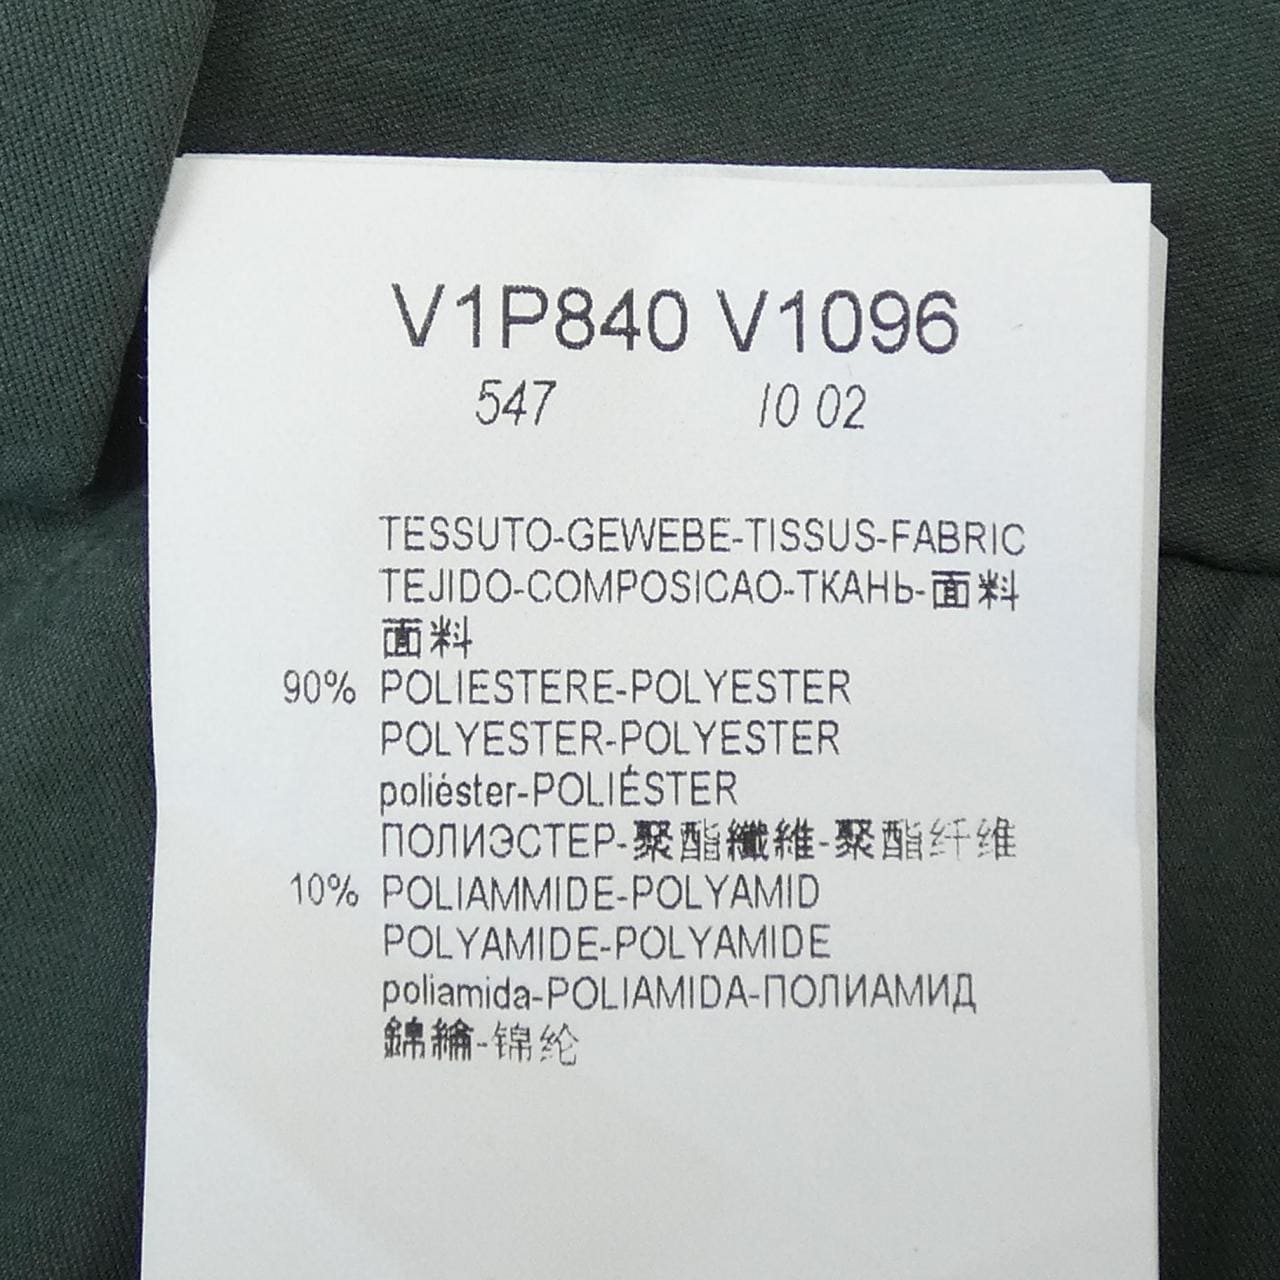 V1P840 V1096
547 10 02
TESSUTO-GEWEBE-TISSUS-FABRIC
TEJIDO-COMPOSICAO-ТКАНЬ-面料
面料
90% POLIESTERE-POLYESTER
POLYESTER-POLYESTER
poliéster-POLIÉSTER
ПОЛИЭСТЕР-聚酯纖維-聚酯纤维
10% POLIAMMIDE-POLYAMID
POLYAMIDE-POLYAMIDE
poliamida-POLIAMIDA-ПОЛИАМИД
錦綸-锦纶